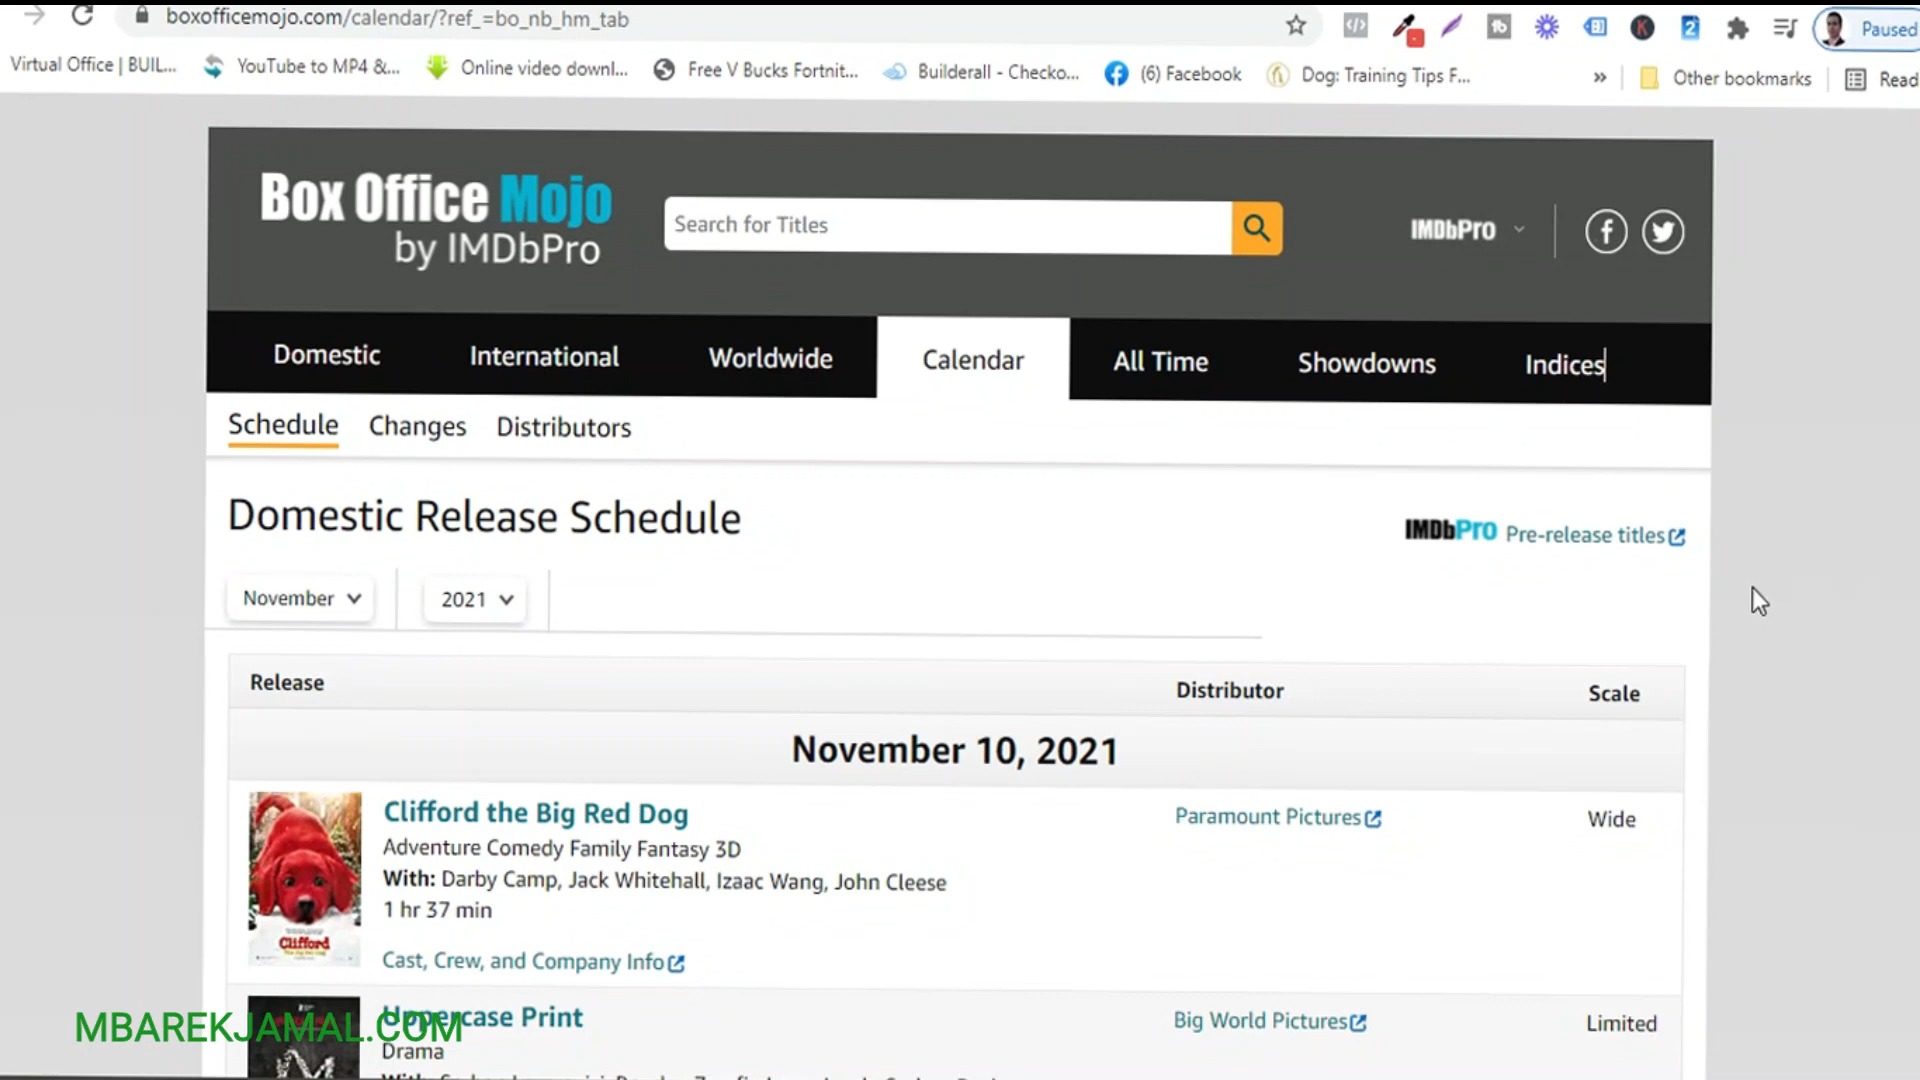 boxofficemojo.com/calendar/?ref_=bo_nb_hm_tab
Paused
Virtual Office | BUIL... YouTube to MP4 &... Online video downl... Free V Bucks Fortnit... Builderall - Checko... (6) Facebook Dog: Training Tips F... » Other bookmarks Read
Box Office Mojo
by IMDbPro
Search for Titles
IMDbPro
Domestic International Worldwide Calendar All Time Showdowns Indices
Schedule Changes Distributors
Domestic Release Schedule
IMDbPro Pre-release titles
November 2021
Release Distributor Scale
November 10, 2021
Clifford the Big Red Dog Paramount Pictures Wide
Adventure Comedy Family Fantasy 3D
With: Darby Camp, Jack Whitehall, Izaac Wang, John Cleese
1 hr 37 min
Clifford
Cast, Crew, and Company Info
Uppercase Print Big World Pictures Limited
MBAREKJAMAL.COM
Drama